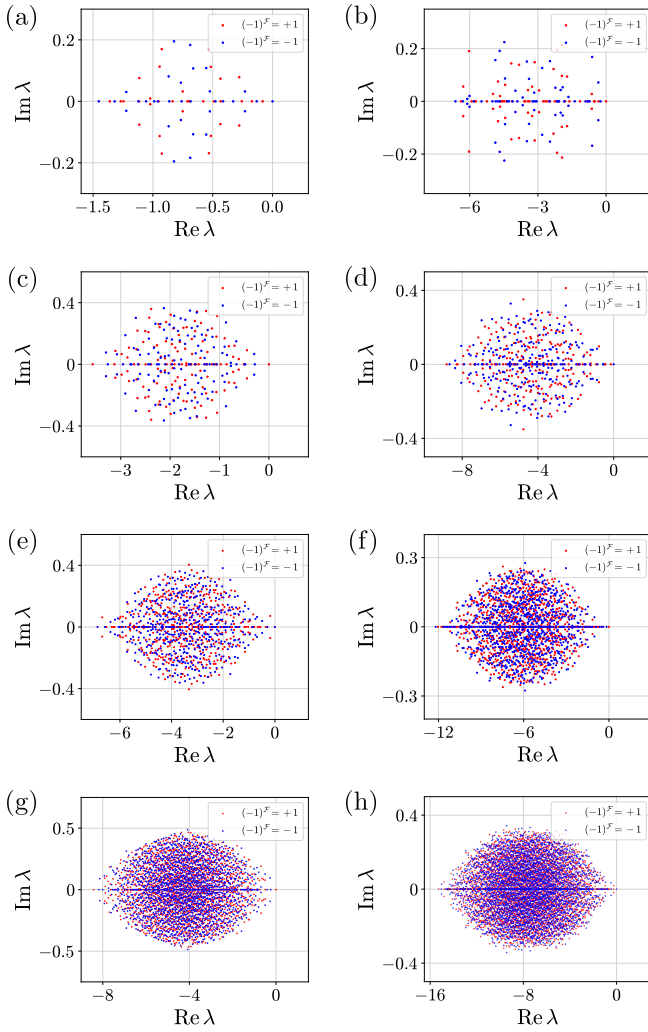 (a)
(−1)^ℱ = +1
(−1)^ℱ = −1
0.2
0
−0.2
Im λ
−1.5 −1.0 −0.5 0.0
Re λ
(b)
(−1)^ℱ = +1
(−1)^ℱ = −1
0.2
0
−0.2
Im λ
−6 −3 0
Re λ
(c)
(−1)^ℱ = +1
(−1)^ℱ = −1
0.4
0
−0.4
Im λ
−3 −2 −1 0
Re λ
(d)
(−1)^ℱ = +1
(−1)^ℱ = −1
0.4
0
−0.4
Im λ
−8 −4 0
Re λ
(e)
(−1)^ℱ = +1
(−1)^ℱ = −1
0.4
0
−0.4
Im λ
−6 −4 −2 0
Re λ
(f)
(−1)^ℱ = +1
(−1)^ℱ = −1
0.3
0
−0.3
Im λ
−12 −6 0
Re λ
(g)
(−1)^ℱ = +1
(−1)^ℱ = −1
0.5
0
−0.5
Im λ
−8 −4 0
Re λ
(h)
(−1)^ℱ = +1
(−1)^ℱ = −1
0.4
0
−0.4
Im λ
−16 −8 0
Re λ